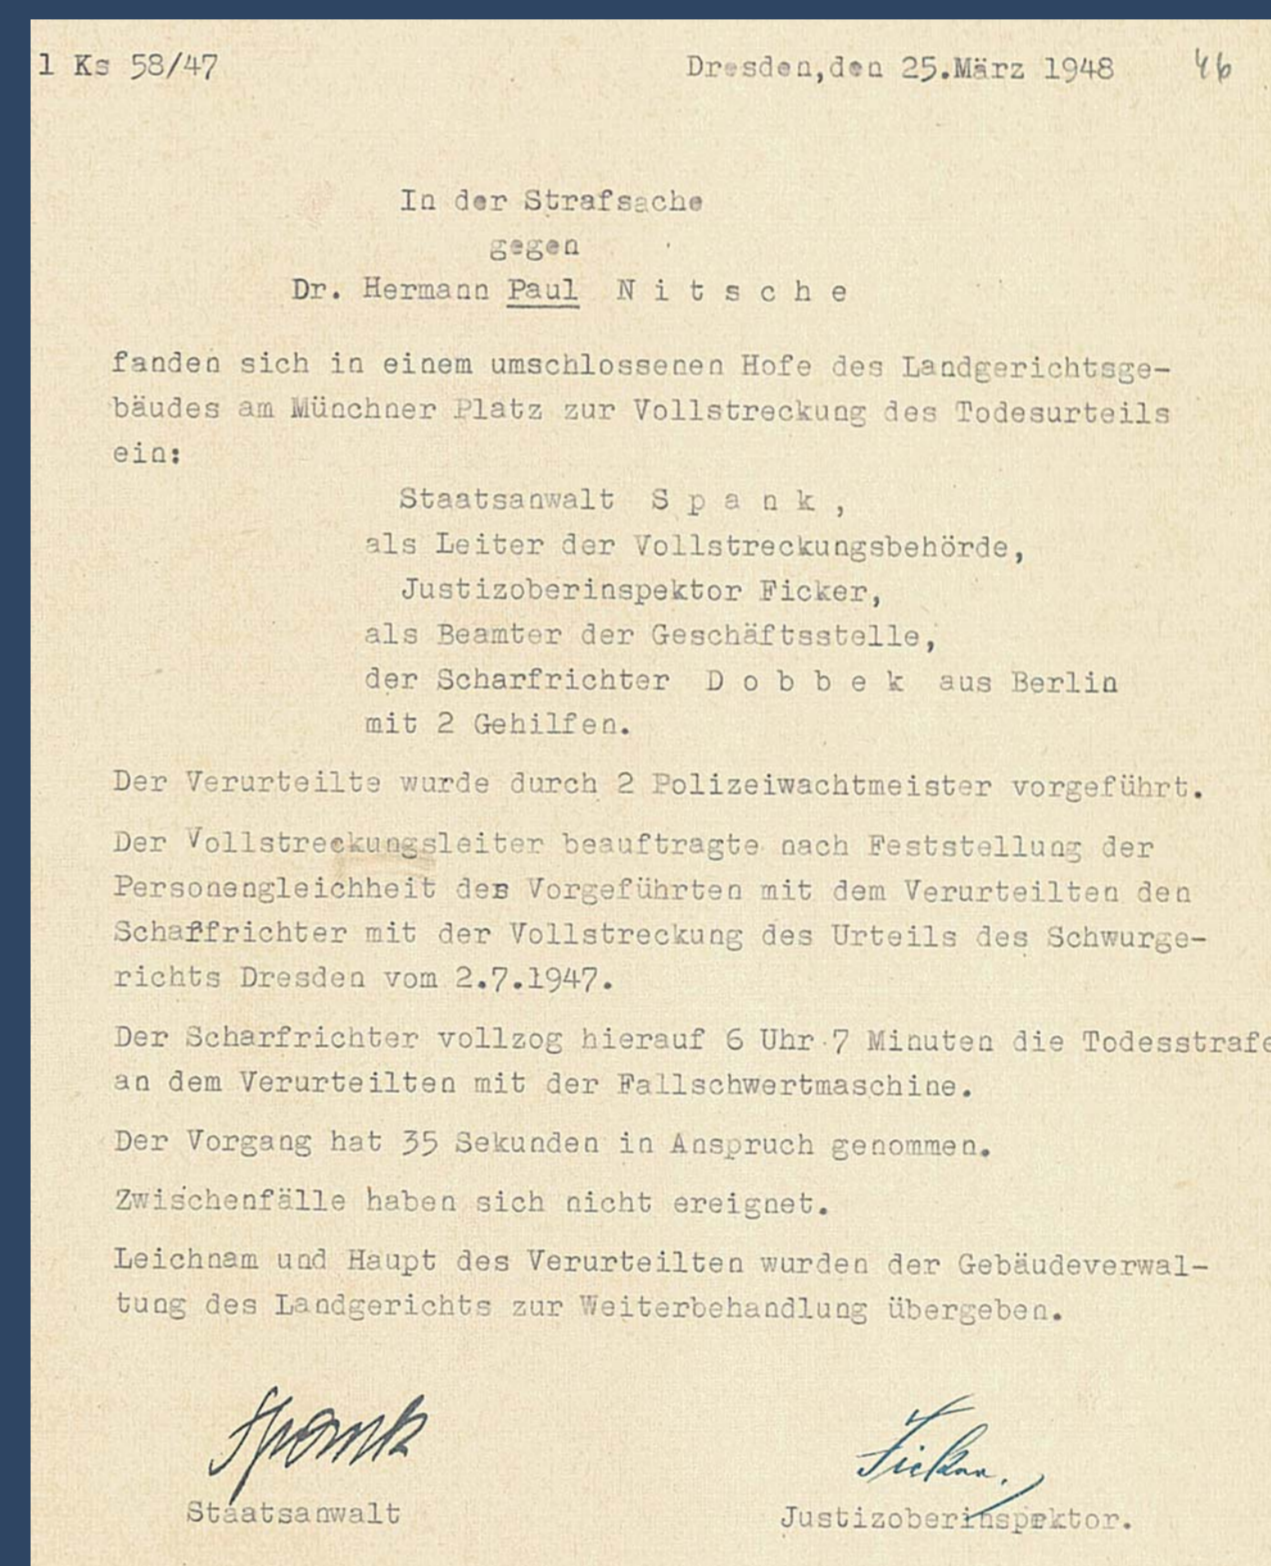 1 Ks 58/47 Dresden,den 25.März 1948 46
In der Strafsache
gegen
Dr. Hermann Paul N i t s c h e
fanden sich in einem umschlossenen Hofe des Landgerichtsge-
bäudes am Münchner Platz zur Vollstreckung des Todesurteils
ein:
Staatsanwalt S p a n k ,
als Leiter der Vollstreckungsbehörde,
Justizoberinspektor Ficker,
als Beamter der Geschäftsstelle,
der Scharfrichter D o b b e k aus Berlin
mit 2 Gehilfen.
Der Verurteilte wurde durch 2 Polizeiwachtmeister vorgeführt.
Der Vollstreckungsleiter beauftragte nach Feststellung der
Personengleichheit des Vorgeführten mit dem Verurteilten den
Schaffrichter mit der Vollstreckung des Urteils des Schwurge-
richts Dresden vom 2.7.1947.
Der Scharfrichter vollzog hierauf 6 Uhr 7 Minuten die Todesstrafe
an dem Verurteilten mit der Fallschwertmaschine.
Der Vorgang hat 35 Sekunden in Anspruch genommen.
Zwischenfälle haben sich nicht ereignet.
Leichnam und Haupt des Verurteilten wurden der Gebäudeverwal-
tung des Landgerichts zur Weiterbehandlung übergeben.
Spank Ficker.
Staatsanwalt Justizoberinspektor.